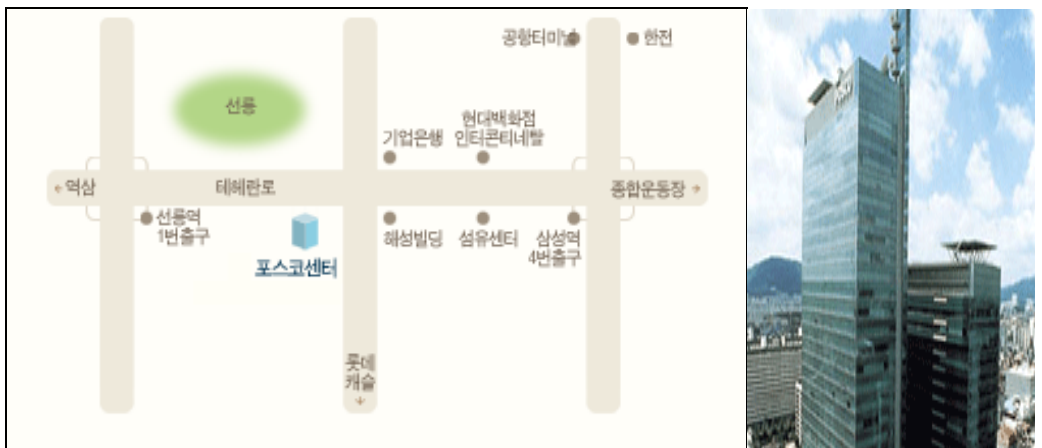 공항터미널
한전
선릉
현대백화점
기업은행
인터콘티네탈
← 역삼
테헤란로
종합운동장 →
선릉역
1번출구
해성빌딩
섬유센터
삼성역
4번출구
포스코센터
롯데
캐슬